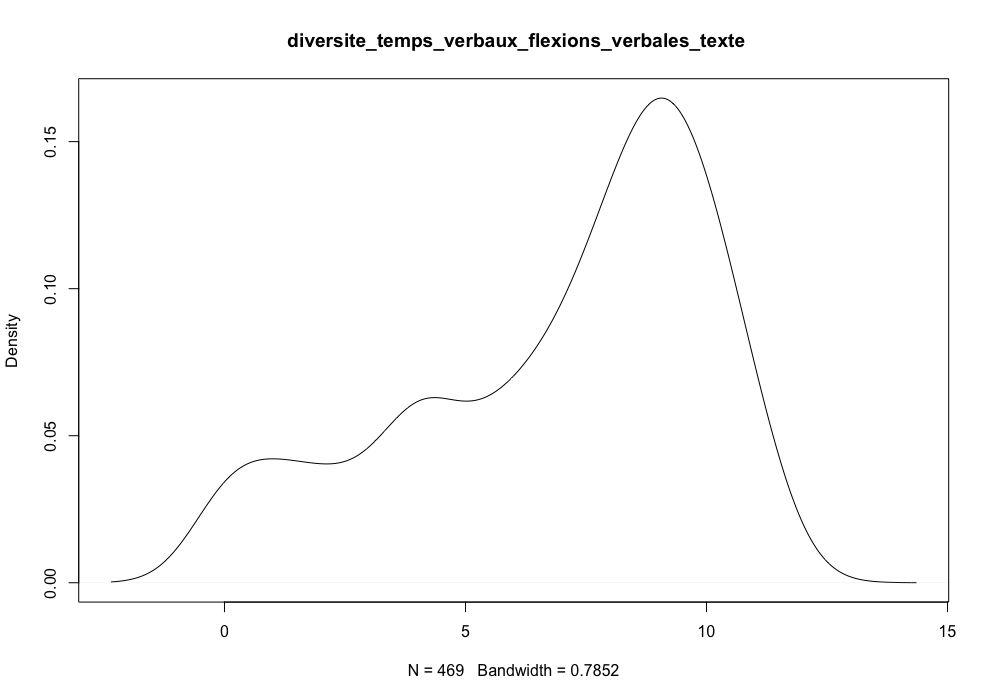 diversite_temps_verbaux_flexions_verbales_texte
Density
0.15
0.10
0.05
0.00
0 5 10 15
N = 469 Bandwidth = 0.7852